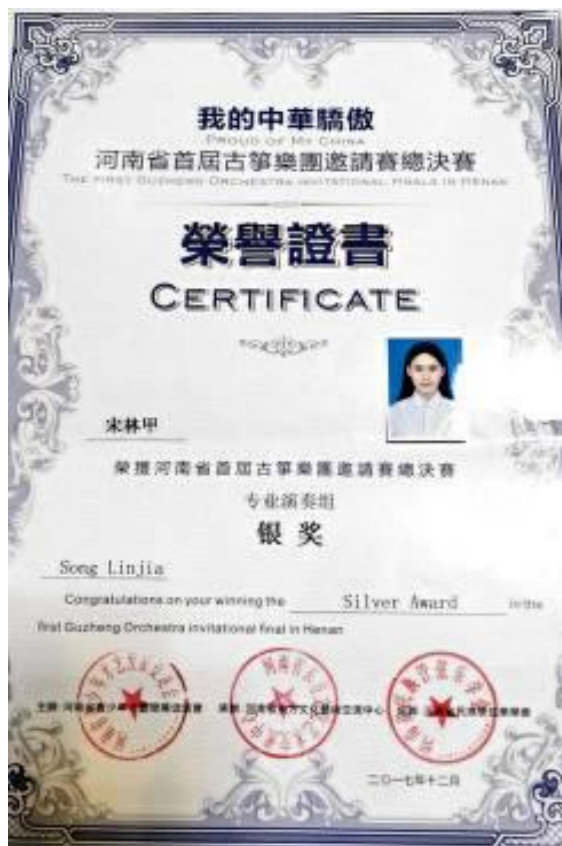 我的中華驕傲
PROUD OF MY CHINA
河南省首届古箏樂團邀請賽總決賽
THE FIRST GUZHENG ORCHESTRA INVITATIONAL FINALS IN HENAN
榮譽證書
CERTIFICATE
宋林甲
榮獲河南省首屆古箏樂團邀請賽總決賽
专业演奏组
银奖
Song Linjia
Congratulations on your winning the Silver Award in the
first Guzheng Orchestra invitational final in Henan
二〇一七年十二月